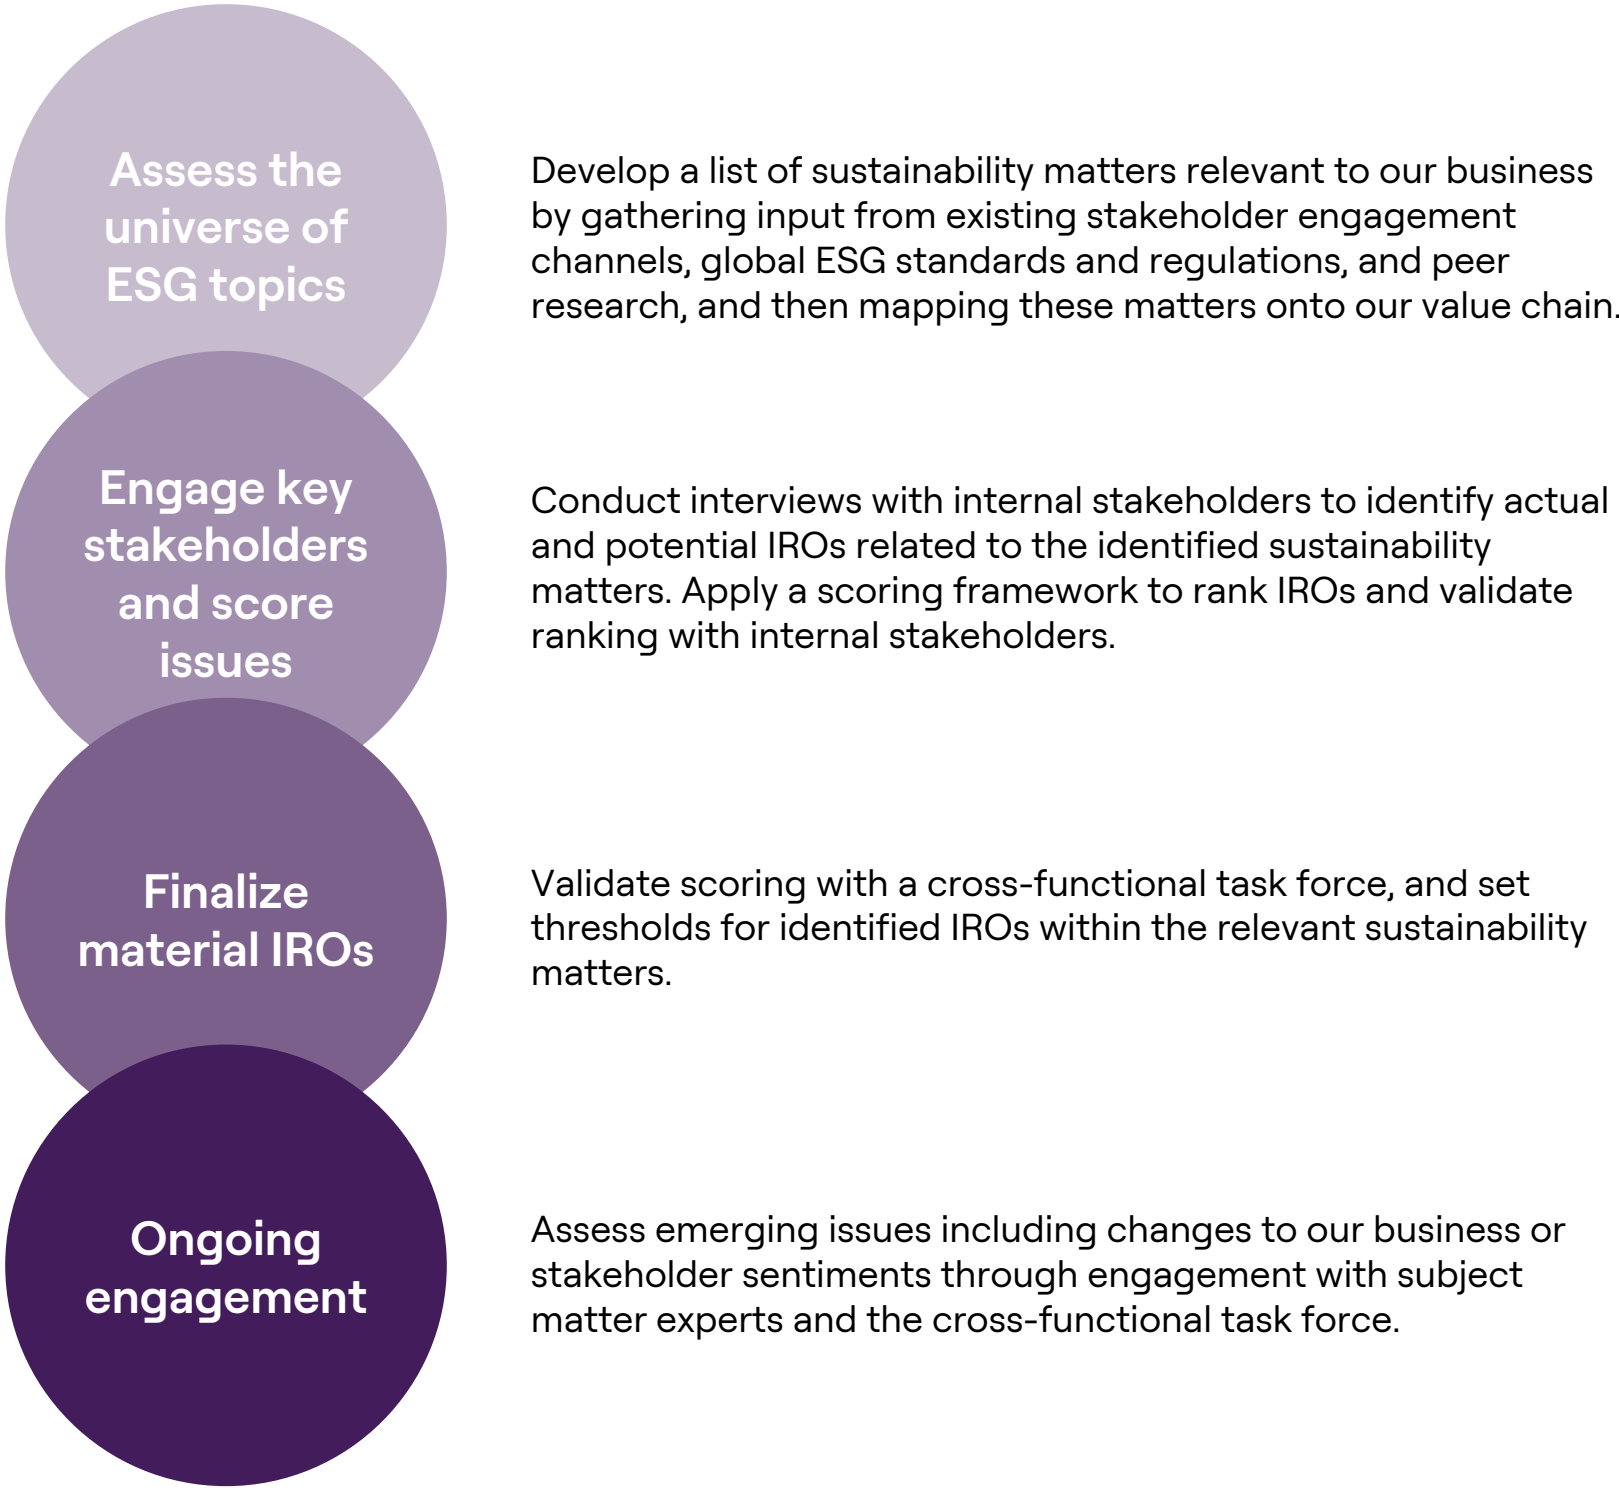 Assess the
universe of
ESG topics
Develop a list of sustainability matters relevant to our business
by gathering input from existing stakeholder engagement
channels, global ESG standards and regulations, and peer
research, and then mapping these matters onto our value chain.
Engage key
stakeholders
and score
issues
Conduct interviews with internal stakeholders to identify actual
and potential IROs related to the identified sustainability
matters. Apply a scoring framework to rank IROs and validate
ranking with internal stakeholders.
Finalize
material IROs
Validate scoring with a cross-functional task force, and set
thresholds for identified IROs within the relevant sustainability
matters.
Ongoing
engagement
Assess emerging issues including changes to our business or
stakeholder sentiments through engagement with subject
matter experts and the cross-functional task force.